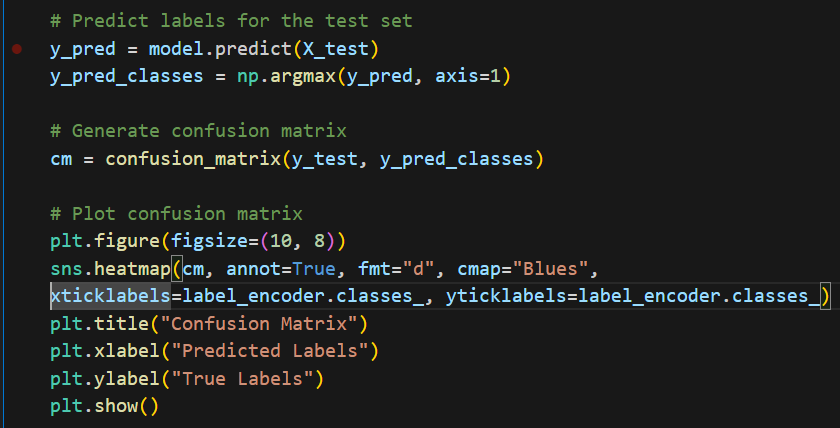 # Predict labels for the test set
y_pred = model.predict(X_test)
y_pred_classes = np.argmax(y_pred, axis=1)
# Generate confusion matrix
cm = confusion_matrix(y_test, y_pred_classes)
# Plot confusion matrix
plt.figure(figsize=(10, 8))
sns.heatmap(cm, annot=True, fmt="d", cmap="Blues",
xticklabels=label_encoder.classes_, yticklabels=label_encoder.classes_)
plt.title("Confusion Matrix")
plt.xlabel("Predicted Labels")
plt.ylabel("True Labels")
plt.show()